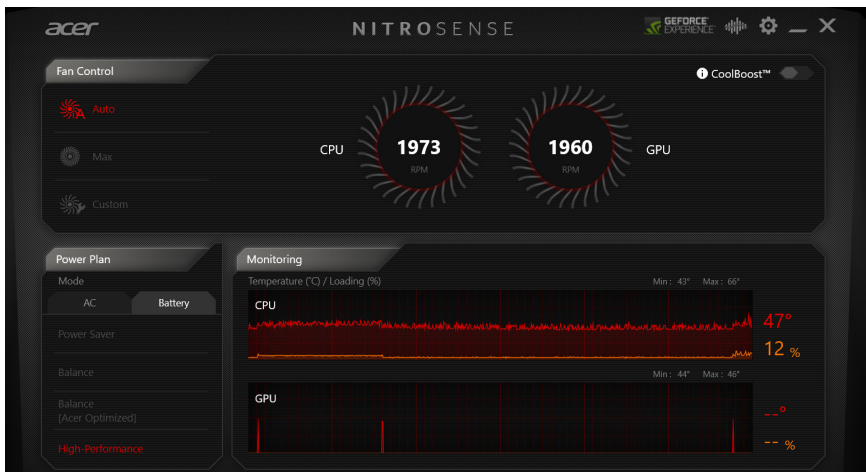 acer
NITROSENSE
GEFORCE
EXPERIENCE
Fan Control
i CoolBoost™
Auto
Max
Custom
CPU
1973
RPM
1960
RPM
GPU
Power Plan
Mode
AC
Battery
Power Saver
Balance
Balance
[Acer Optimized]
High-Performance
Monitoring
Temperature (°C) / Loading (%)
Min : 43° Max : 66°
CPU
47°
12 %
Min : 44° Max : 46°
GPU
--°
-- %